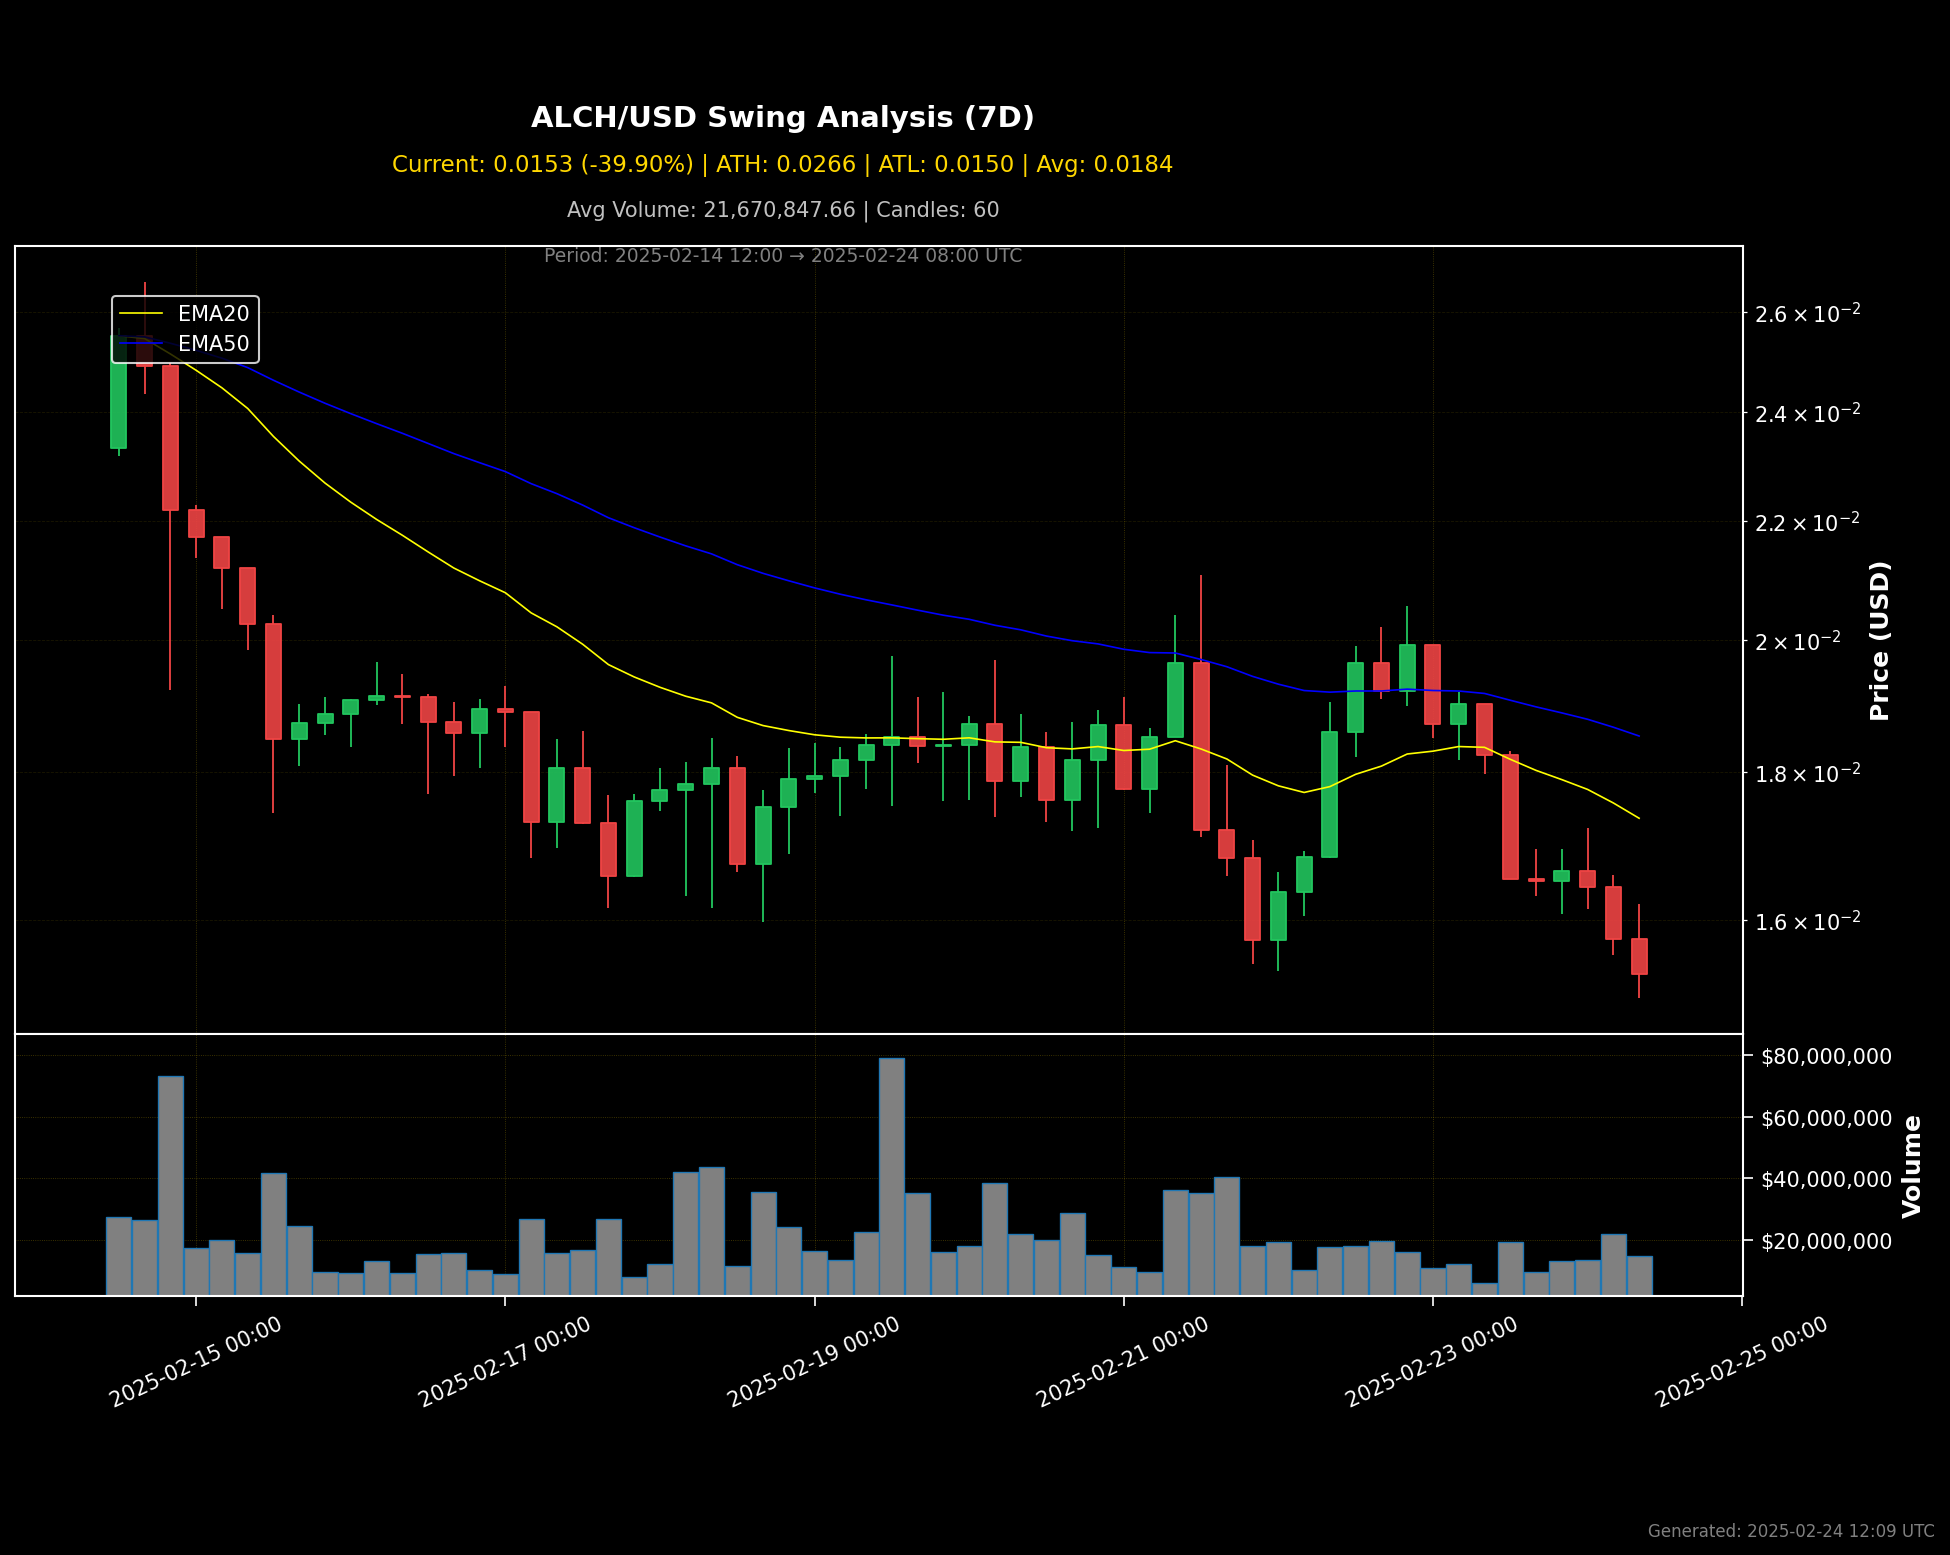 ALCH/USD Swing Analysis (7D)
Current: 0.0153 (-39.90%) | ATH: 0.0266 | ATL: 0.0150 | Avg: 0.0184
Avg Volume: 21,670,847.66 | Candles: 60
Period: 2025-02-14 12:00 → 2025-02-24 08:00 UTC
EMA20
EMA50
2.6 × 10⁻²
2.4 × 10⁻²
2.2 × 10⁻²
2 × 10⁻²
1.8 × 10⁻²
1.6 × 10⁻²
Price (USD)
$80,000,000
$60,000,000
$40,000,000
$20,000,000
Volume
2025-02-15 00:00
2025-02-17 00:00
2025-02-19 00:00
2025-02-21 00:00
2025-02-23 00:00
2025-02-25 00:00
Generated: 2025-02-24 12:09 UTC